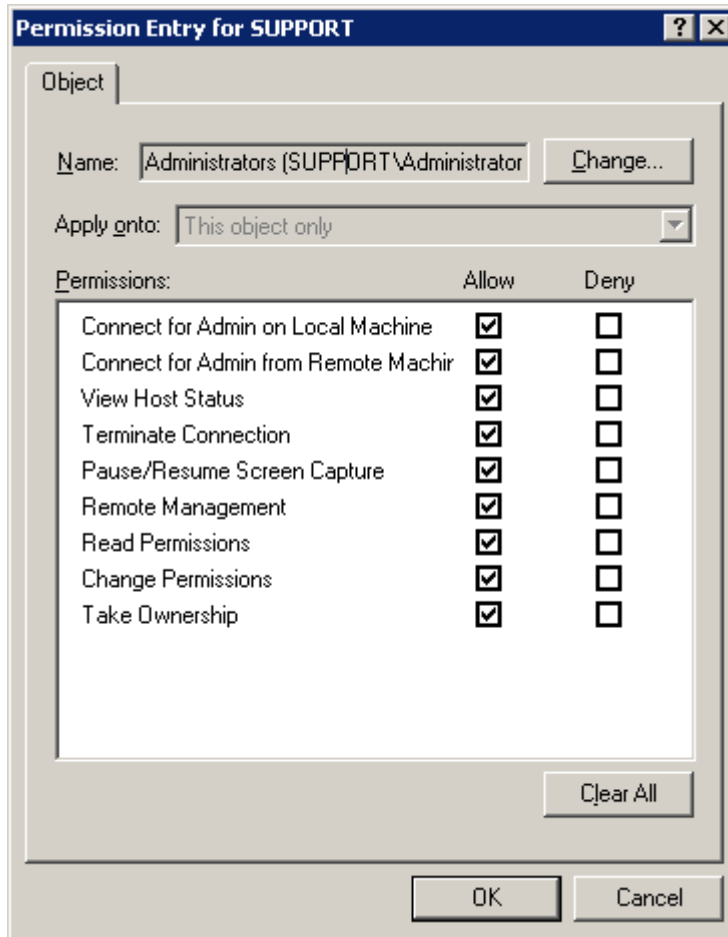 Permission Entry for SUPPORT
Object
Name: Administrators (SUPPORT\Administrator Change...
Apply onto: This object only
Permissions: Allow Deny
Connect for Admin on Local Machine
Connect for Admin from Remote Machir
View Host Status
Terminate Connection
Pause/Resume Screen Capture
Remote Management
Read Permissions
Change Permissions
Take Ownership
Clear All
OK Cancel